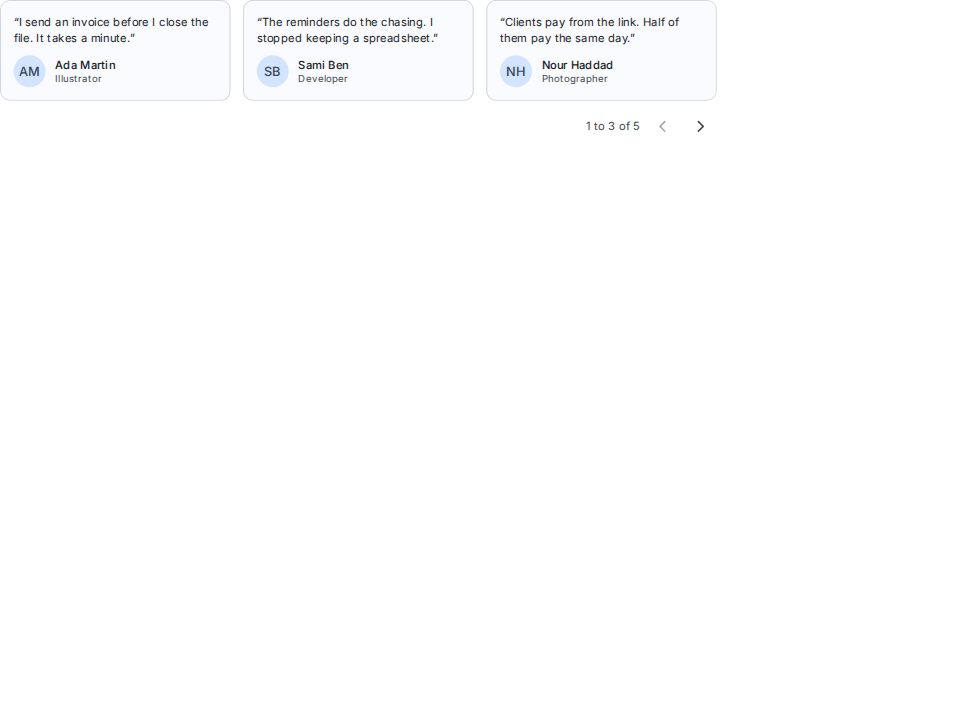 “I send an invoice before I close the
file. It takes a minute.”
AM
Ada Martin
Illustrator
“The reminders do the chasing. I
stopped keeping a spreadsheet.”
SB
Sami Ben
Developer
“Clients pay from the link. Half of
them pay the same day.”
NH
Nour Haddad
Photographer
1 to 3 of 5